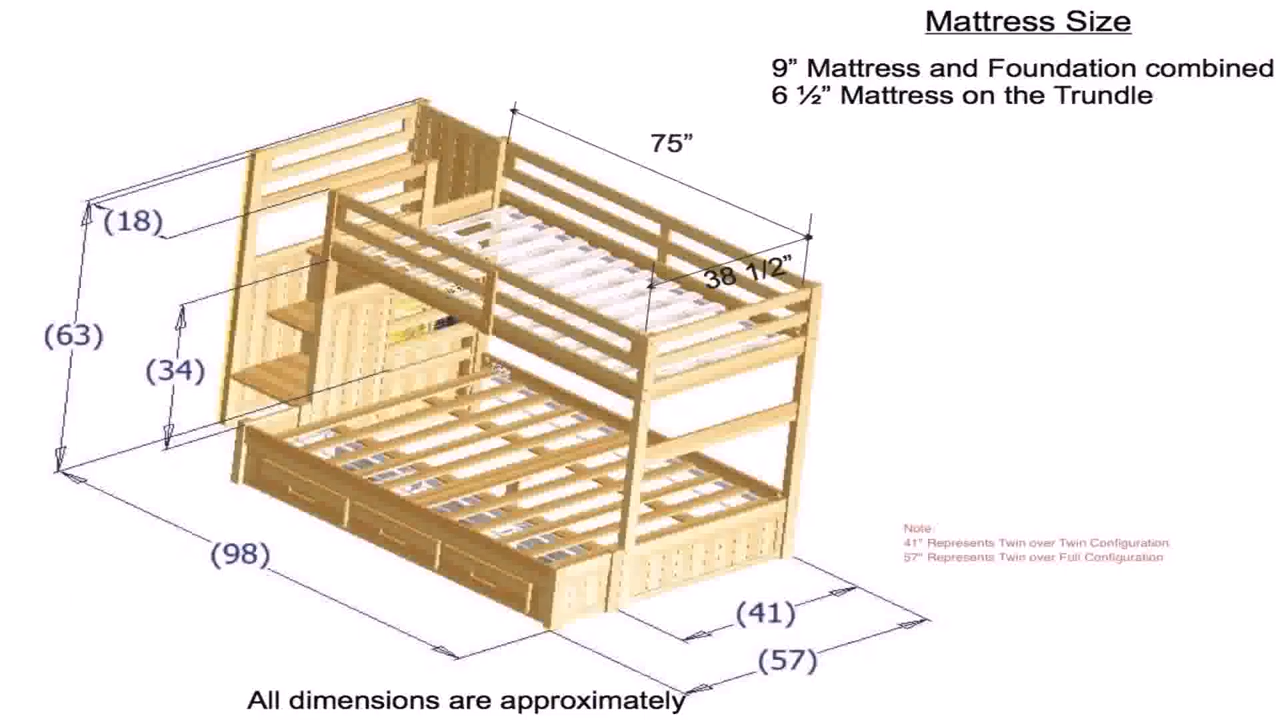 Mattress Size
9” Mattress and Foundation combined
6 ½” Mattress on the Trundle
75”
38 1/2”
(18)
(63)
(34)
(98)
(41)
(57)
Note:
41" Represents Twin over Twin Configuration
57" Represents Twin over Full Configuration
All dimensions are approximately